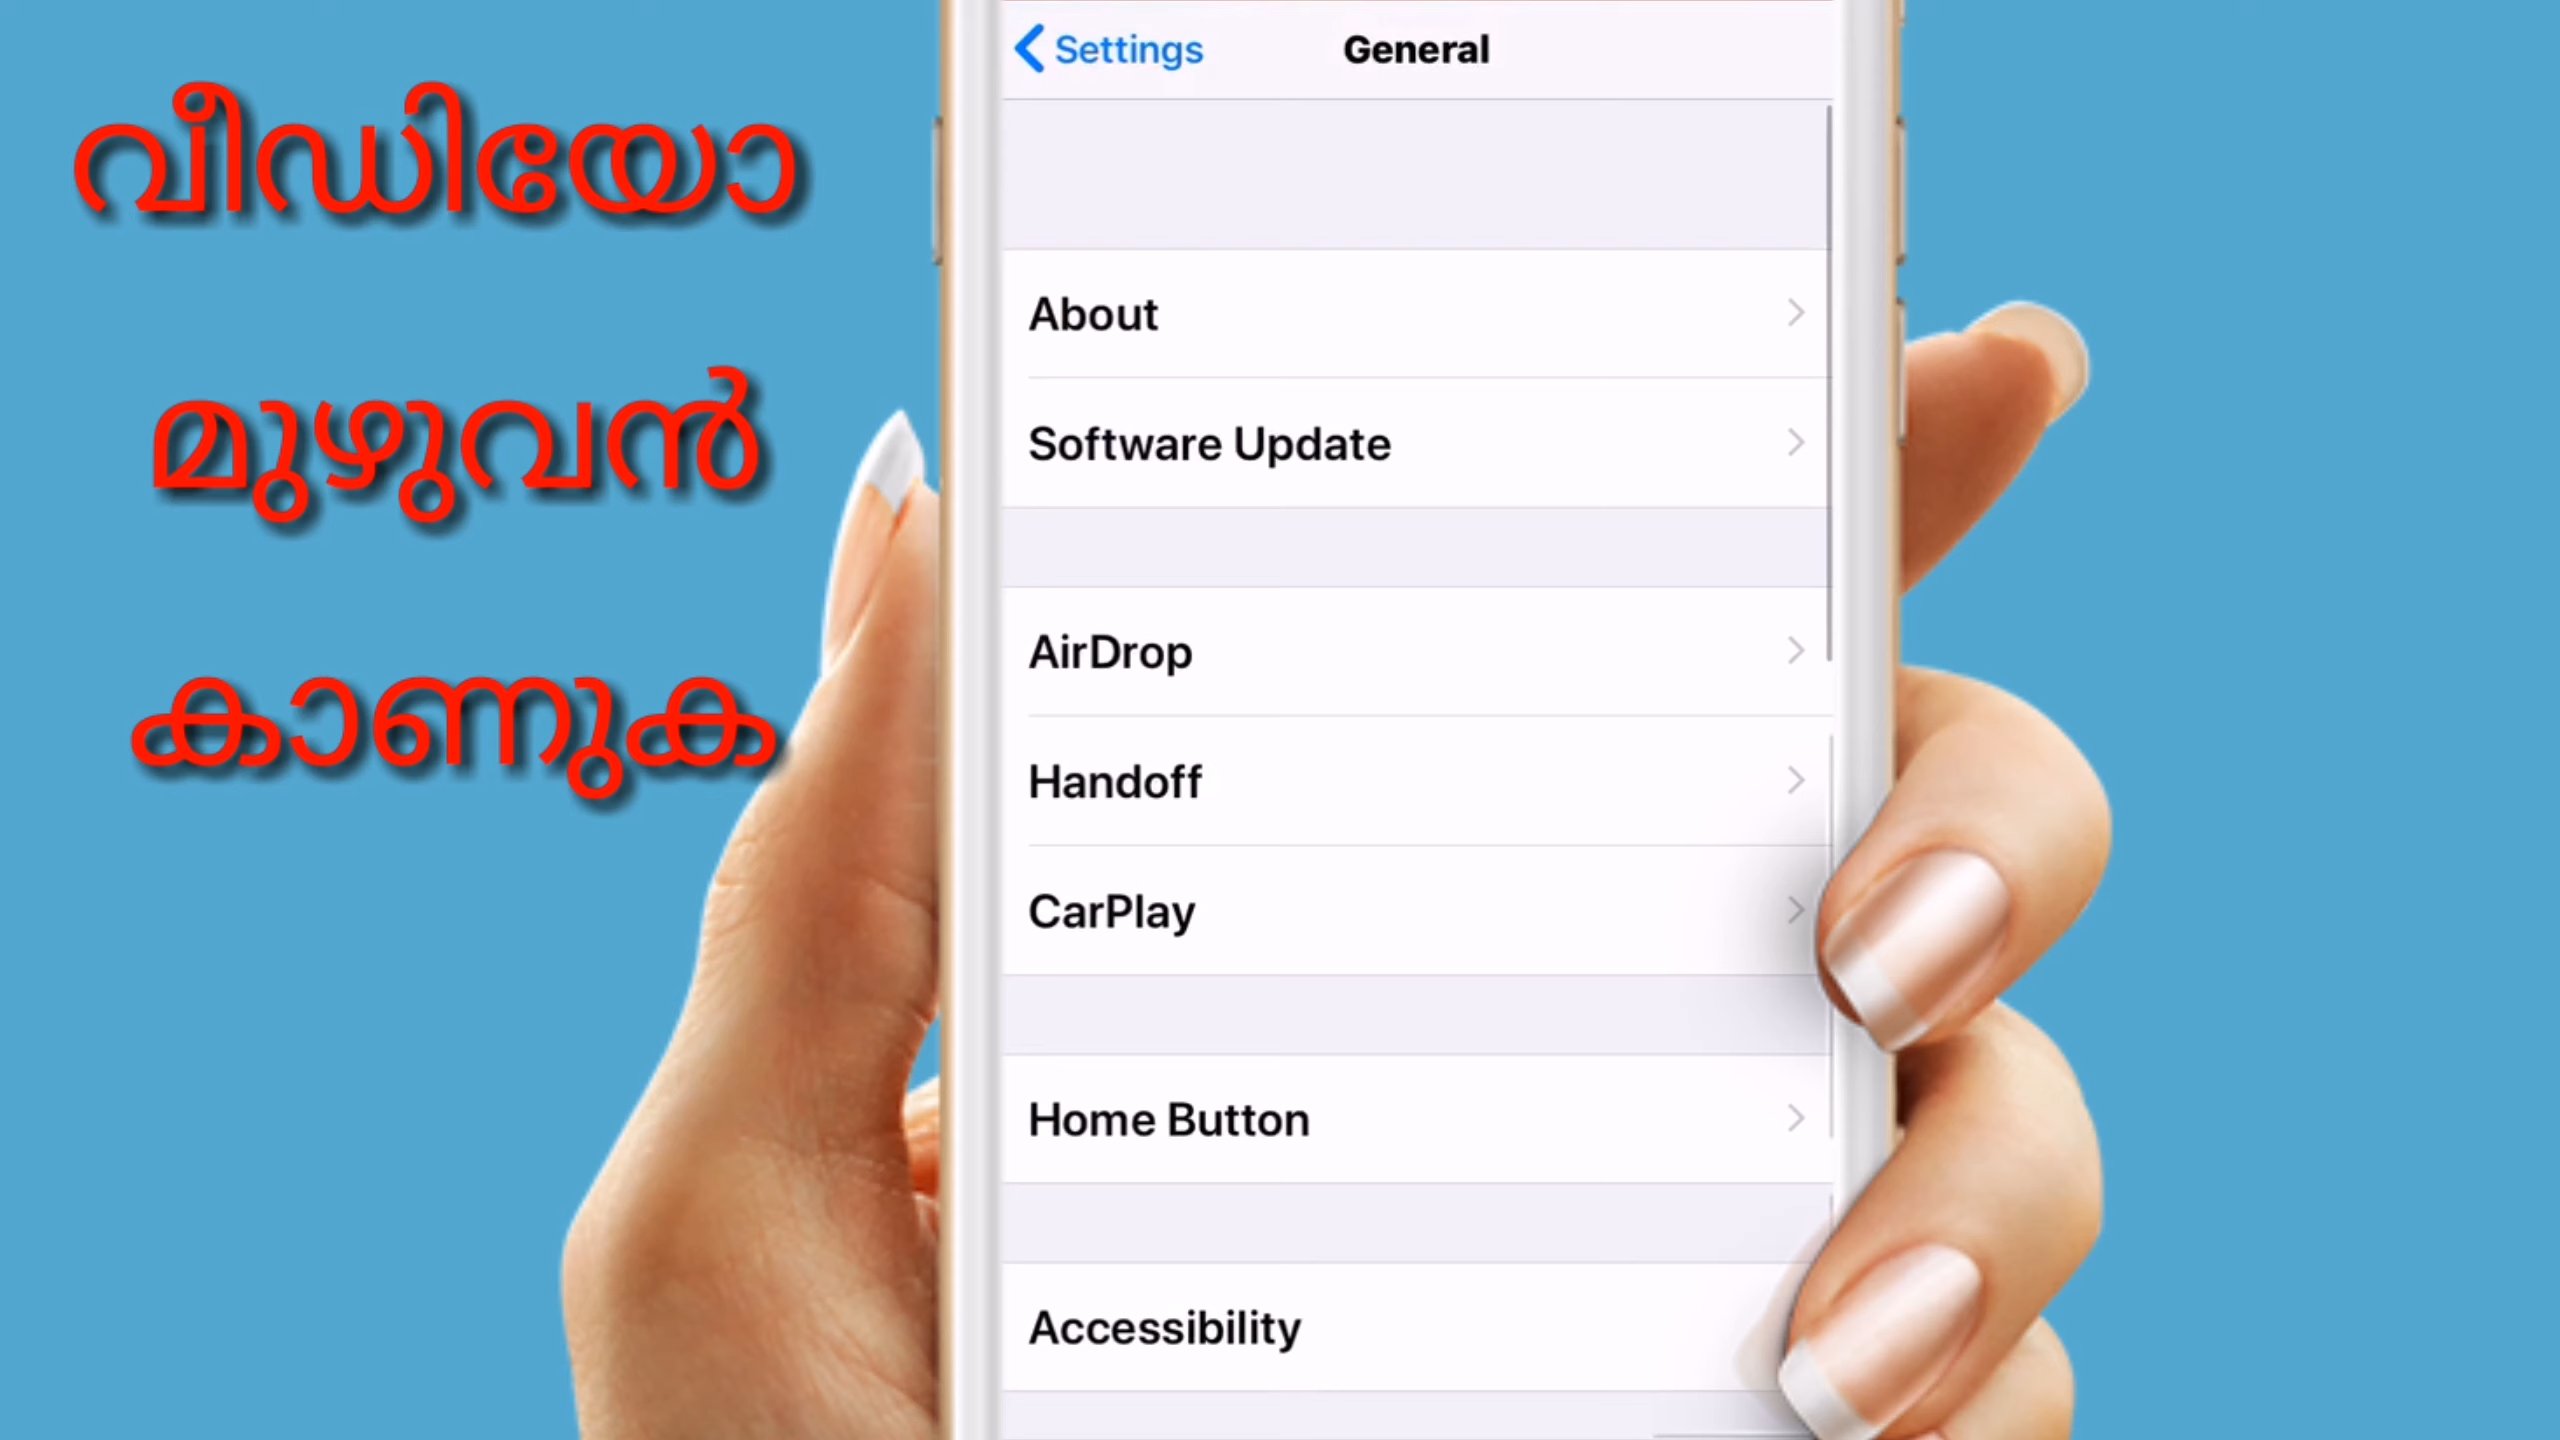 വീഡിയോ
മുഴുവൻ
കാണുക
Settings
General
About
Software Update
AirDrop
Handoff
CarPlay
Home Button
Accessibility